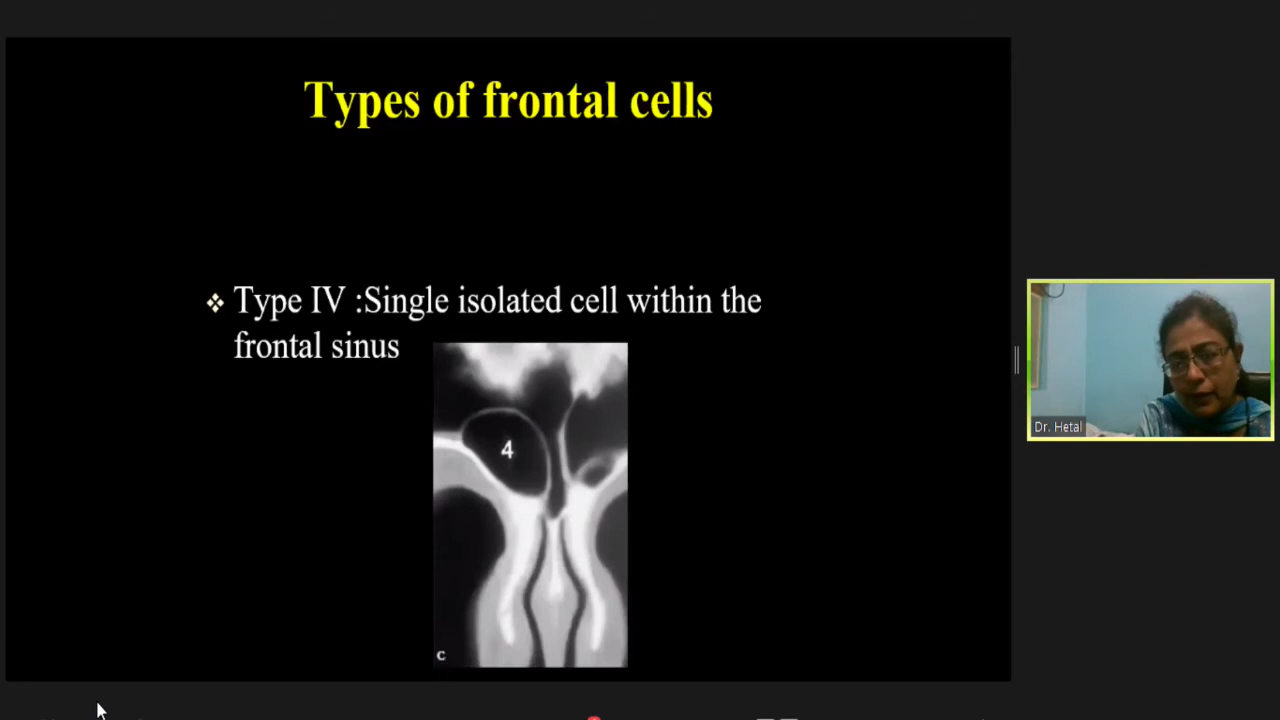 Types of frontal cells
❖ Type IV :Single isolated cell within the
frontal sinus
4
C
Dr. Hetal